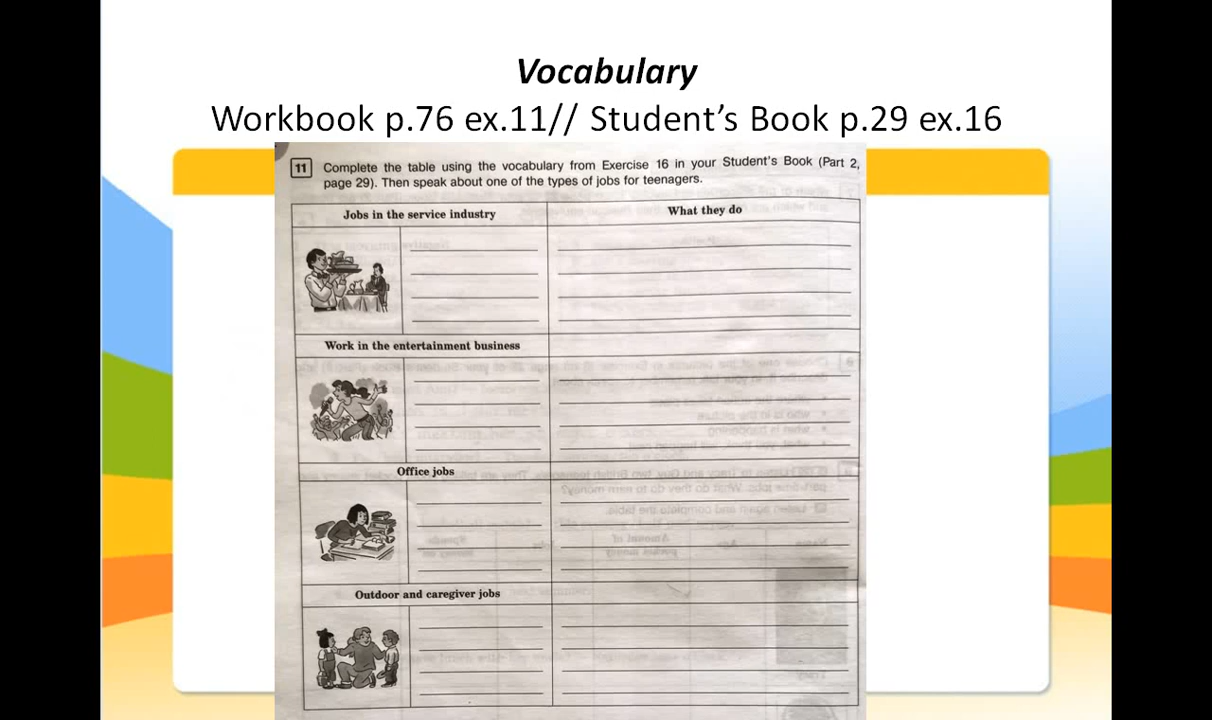 Vocabulary
Workbook p.76 ex.11// Student's Book p.29 ex.16
11 Complete the table using the vocabulary from Exercise 16 in your Student's Book (Part 2,
page 29). Then speak about one of the types of jobs for teenagers.
Jobs in the service industry
What they do
Work in the entertainment business
Office jobs
Outdoor and caregiver jobs